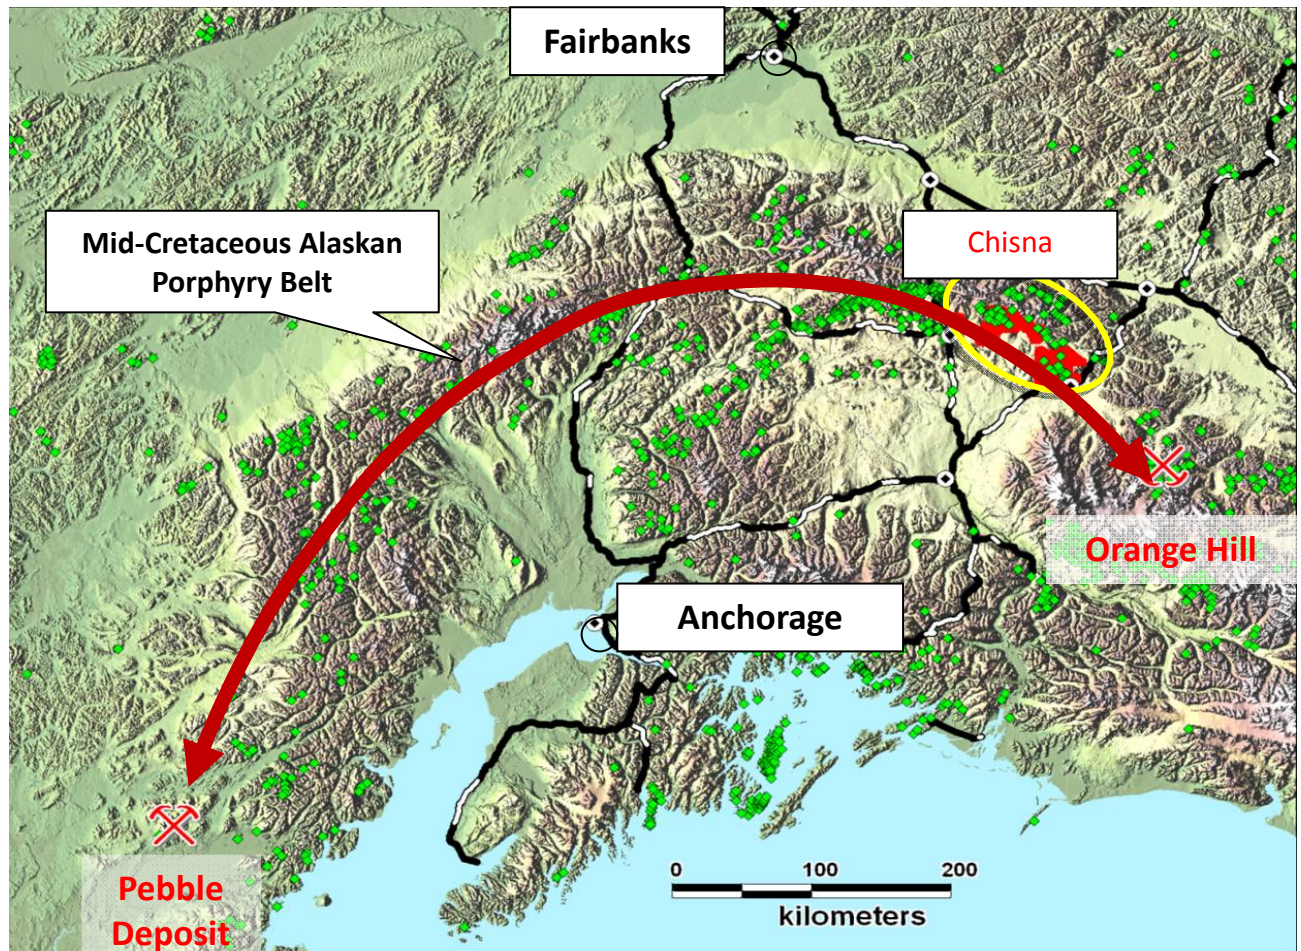 Fairbanks
Mid-Cretaceous Alaskan
Porphyry Belt
Chisna
Orange Hill
Anchorage
Pebble
Deposit
0 100 200
kilometers